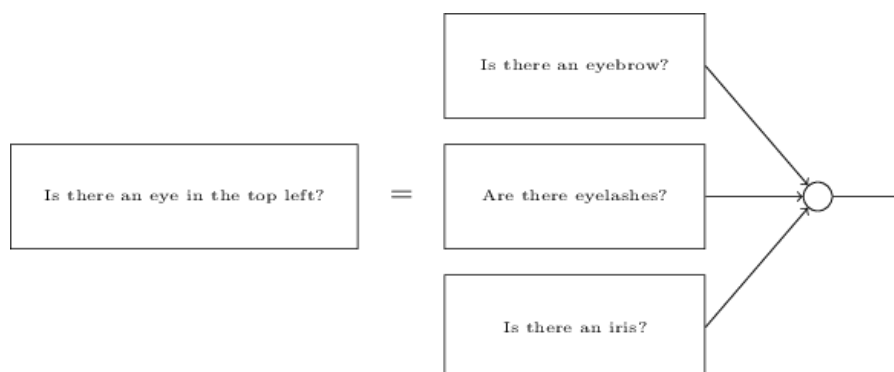 Is there an eyebrow?
Is there an eye in the top left? = Are there eyelashes?
Is there an iris?